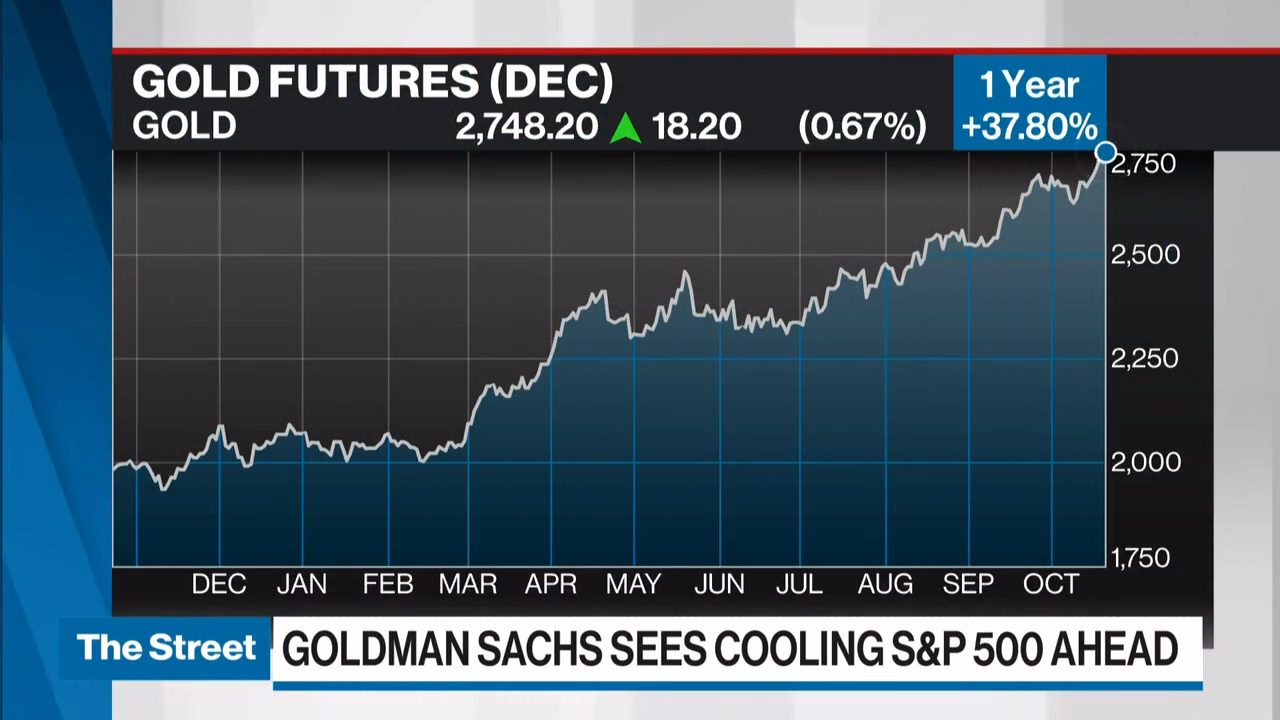 GOLD FUTURES (DEC)
GOLD 2,748.20 ▲ 18.20 (0.67%)
1 Year
+37.80%
2,750
2,500
2,250
2,000
1,750
DEC JAN FEB MAR APR MAY JUN JUL AUG SEP OCT
The Street
GOLDMAN SACHS SEES COOLING S&P 500 AHEAD